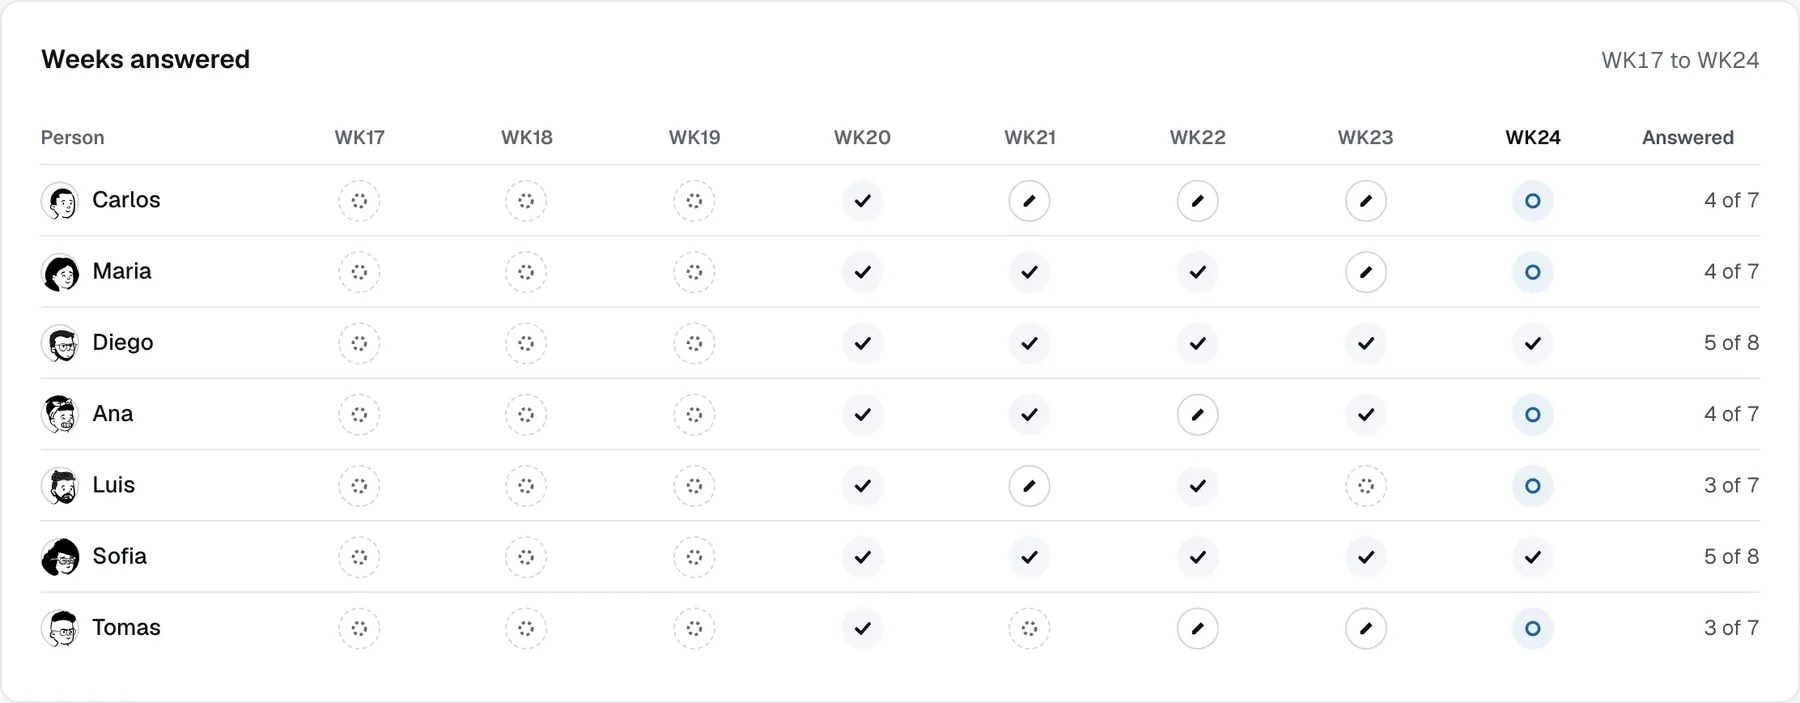 Weeks answered WK17 to WK24
Person WK17 WK18 WK19 WK20 WK21 WK22 WK23 WK24 Answered
Carlos 4 of 7
Maria 4 of 7
Diego 5 of 8
Ana 4 of 7
Luis 3 of 7
Sofia 5 of 8
Tomas 3 of 7